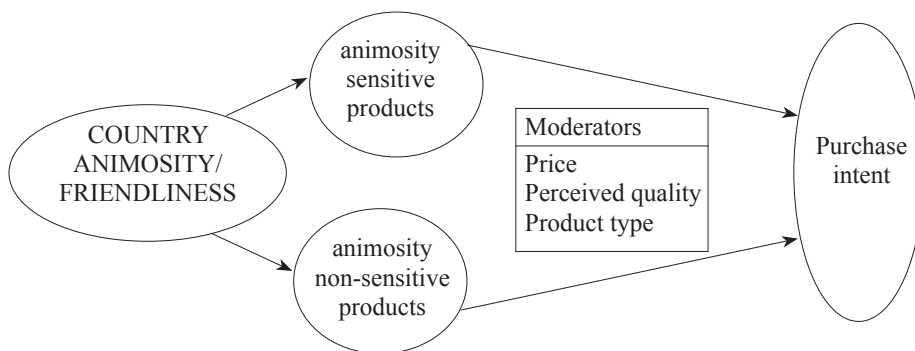 COUNTRY
ANIMOSITY/
FRIENDLINESS
animosity
sensitive
products
animosity
non-sensitive
products
Moderators
Price
Perceived quality
Product type
Purchase
intent